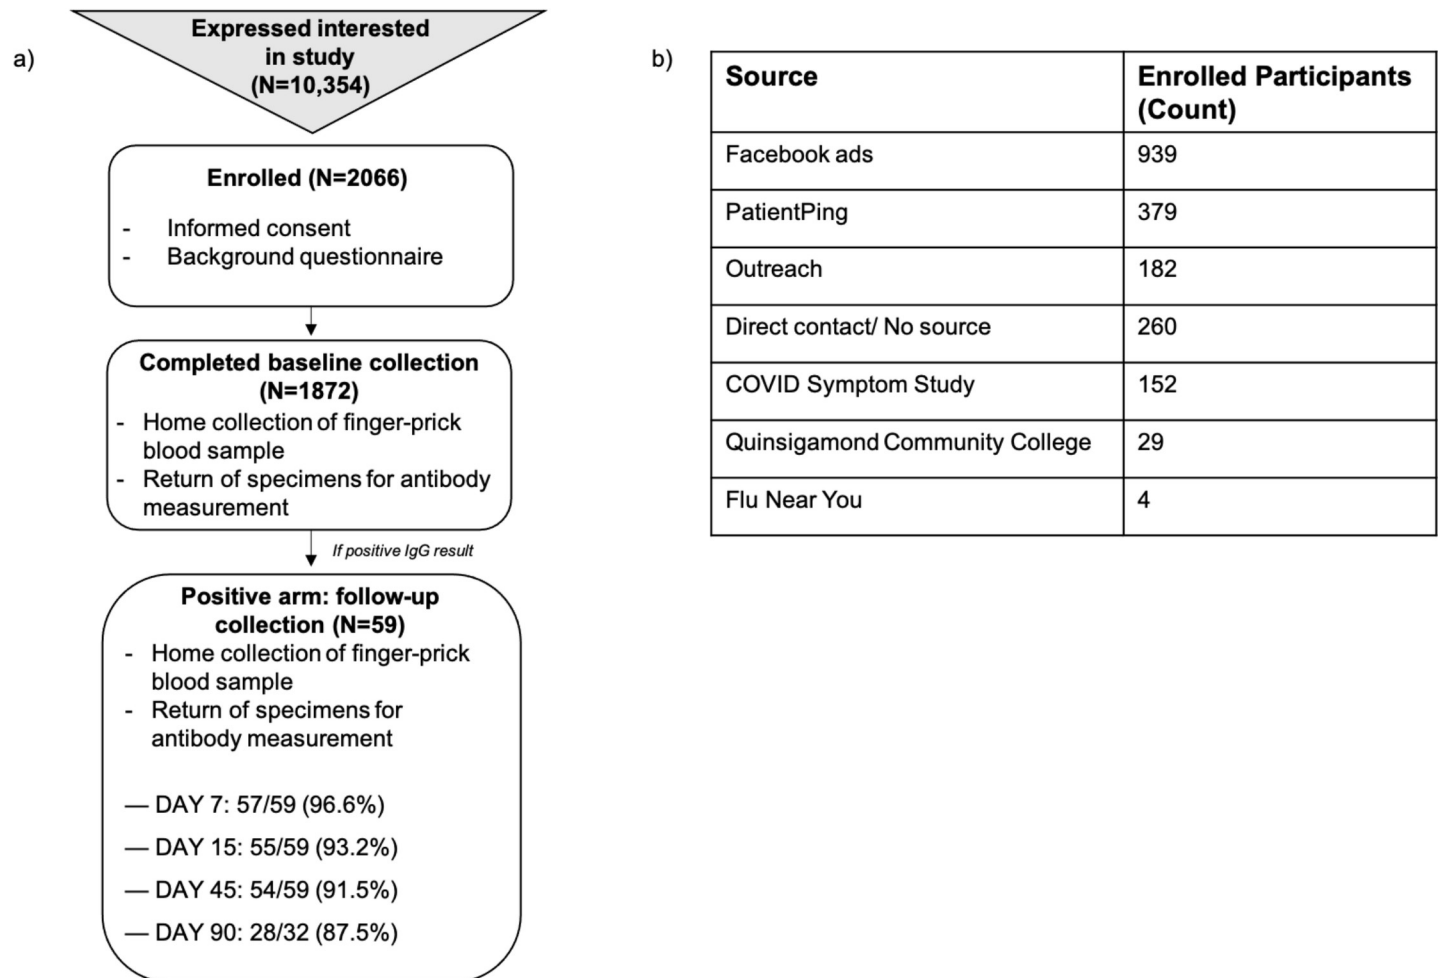 a)
Expressed interested
in study
(N=10,354)
Enrolled (N=2066)
- Informed consent
- Background questionnaire
Completed baseline collection
(N=1872)
- Home collection of finger-prick
blood sample
- Return of specimens for antibody
measurement
If positive IgG result
Positive arm: follow-up
collection (N=59)
- Home collection of finger-prick
blood sample
- Return of specimens for
antibody measurement
— DAY 7: 57/59 (96.6%)
— DAY 15: 55/59 (93.2%)
— DAY 45: 54/59 (91.5%)
— DAY 90: 28/32 (87.5%)
b)
Source Enrolled Participants
(Count)
Facebook ads 939
PatientPing 379
Outreach 182
Direct contact/ No source 260
COVID Symptom Study 152
Quinsigamond Community College 29
Flu Near You 4